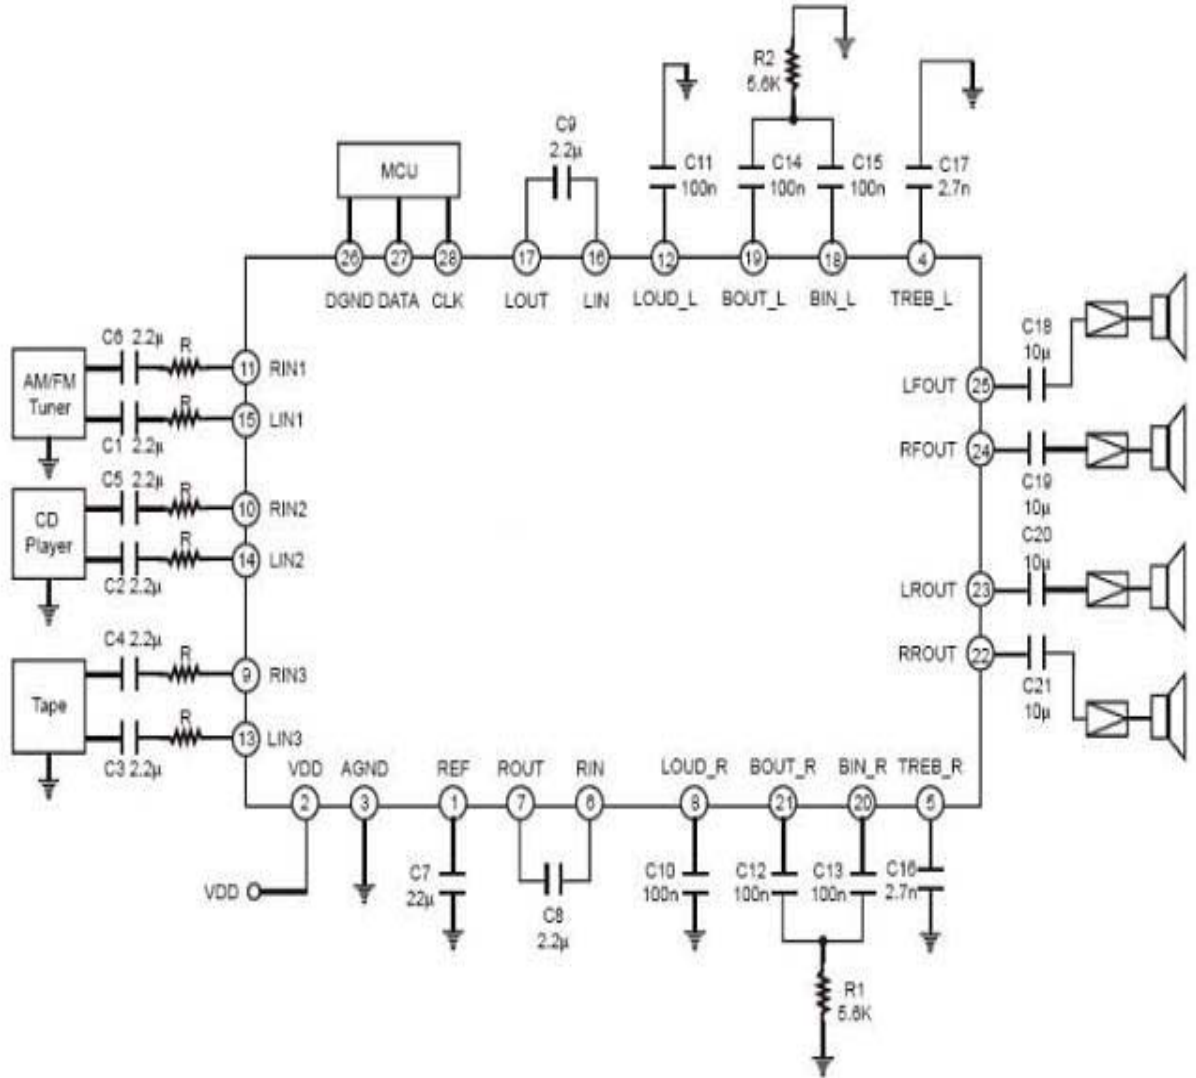 R2
5.6K
C9
2.2µ
C11
100n
C14
100n
C15
100n
C17
2.7n
MCU
26
27
28
17
16
12
19
18
4
DGND DATA CLK
LOUT
LIN
LOUD_L
BOUT_L
BIN_L
TREB_L
C6 2.2µ
R
11
RIN1
AM/FM
Tuner
R
15
LIN1
C1 2.2µ
C5 2.2µ
R
10
RIN2
CD
Player
R
14
LIN2
C2 2.2µ
C4 2.2µ
R
9
RIN3
Tape
R
13
LIN3
C3 2.2µ
C18
10µ
LFOUT
25
RFOUT
24
C19
10µ
C20
10µ
LROUT
23
RROUT
22
C21
10µ
VDD
AGND
REF
ROUT
RIN
LOUD_R
BOUT_R
BIN_R
TREB_R
2
3
1
7
6
8
21
20
5
VDD
C7
22µ
C8
2.2µ
C10
100n
C12
100n
C13
100n
C16
2.7n
R1
5.6K